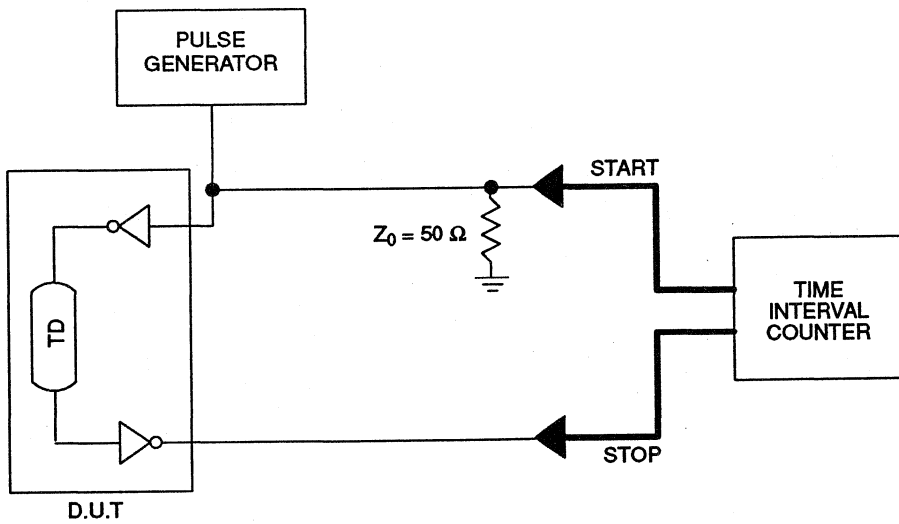 PULSE
GENERATOR
START
Z₀ = 50 Ω
TIME
INTERVAL
COUNTER
TD
STOP
D.U.T